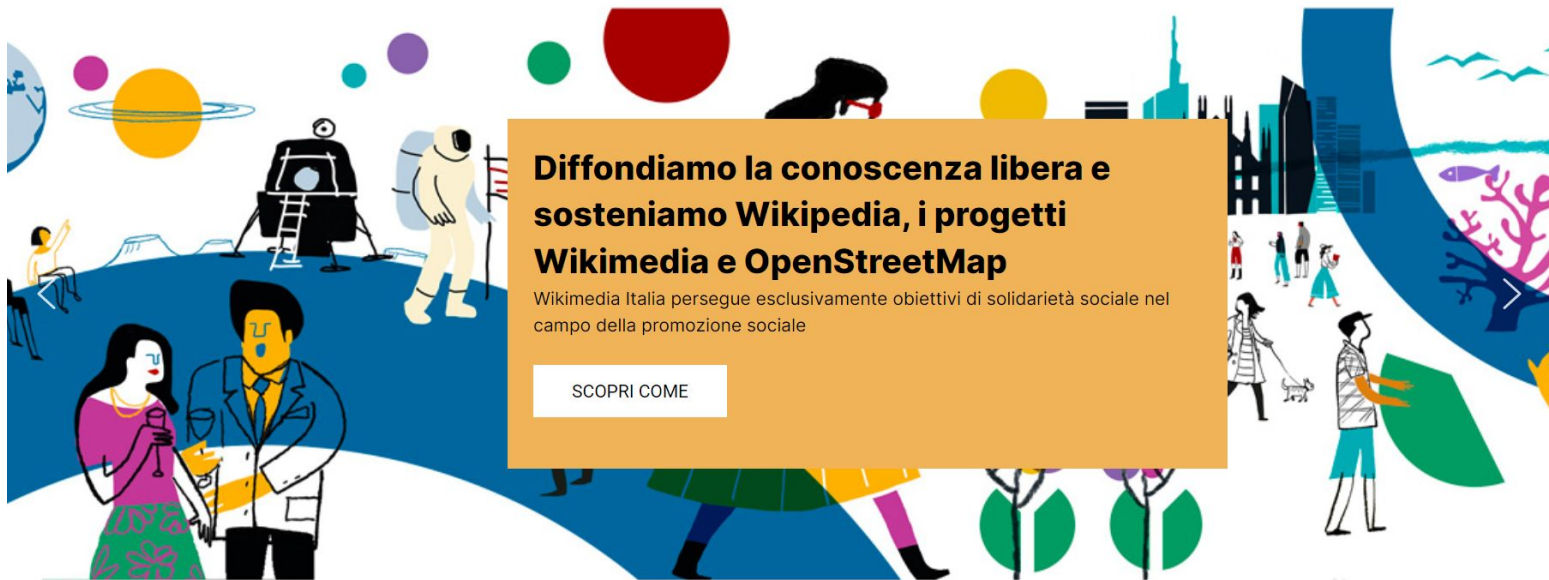 Diffondiamo la conoscenza libera e
sosteniamo Wikipedia, i progetti
Wikimedia e OpenStreetMap
Wikimedia Italia persegue esclusivamente obiettivi di solidarietà sociale nel
campo della promozione sociale
SCOPRI COME